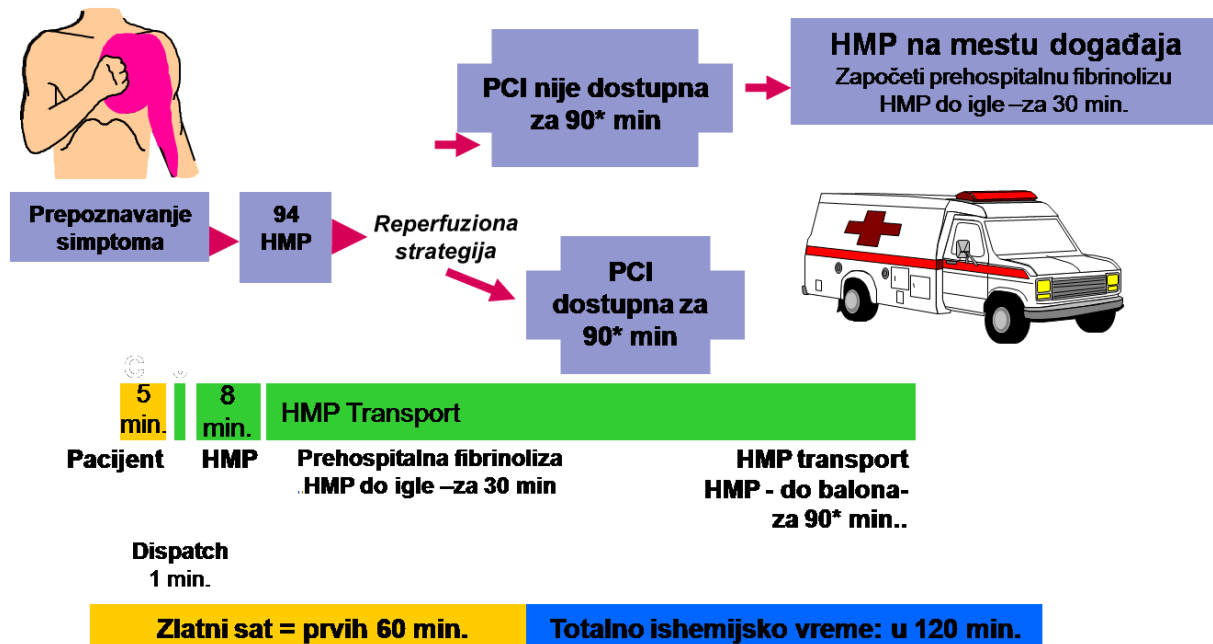 PCI nije dostupna
za 90* min
HMP na mestu događaja
Započeti prehospitalnu fibrinolizu
HMP do igle –za 30 min.
Prepoznavanje
simptoma
94
HMP
Reperfuziona
strategija
PCI
dostupna za
90* min
5
min.
8
min.
HMP Transport
Pacijent
HMP
Prehospitalna fibrinoliza
..HMP do igle –za 30 min
HMP transport
HMP - do balona-
za 90* min..
Dispatch
1 min.
Zlatni sat = prvih 60 min.
Totalno ishemijsko vreme: u 120 min.